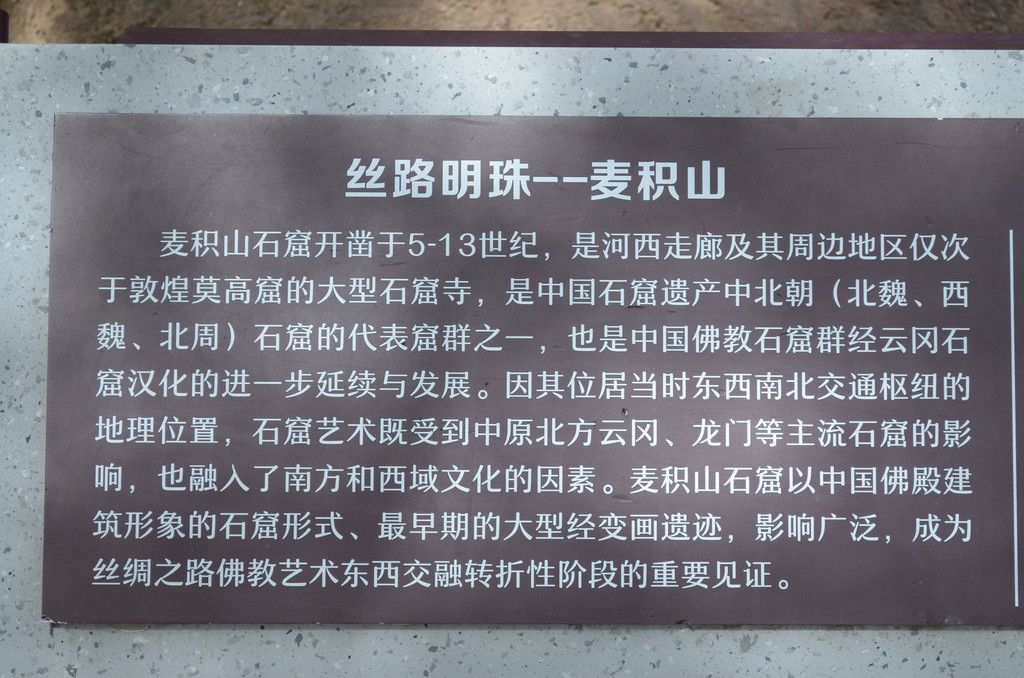 丝路明珠--麦积山
麦积山石窟开凿于5-13世纪，是河西走廊及其周边地区仅次
于敦煌莫高窟的大型石窟寺，是中国石窟遗产中北朝（北魏、西
魏、北周）石窟的代表窟群之一，也是中国佛教石窟群经云冈石
窟汉化的进一步延续与发展。因其位居当时东西南北交通枢纽的
地理位置，石窟艺术既受到中原北方云冈、龙门等主流石窟的影
响，也融入了南方和西域文化的因素。麦积山石窟以中国佛殿建
筑形象的石窟形式、最早期的大型经变画遗迹，影响广泛，成为
丝绸之路佛教艺术东西交融转折性阶段的重要见证。